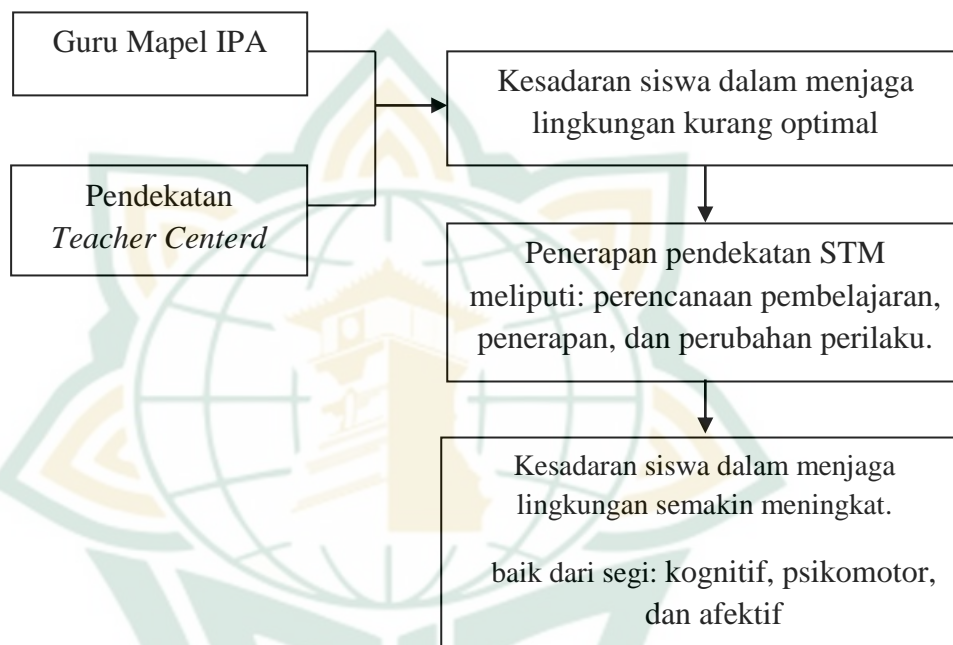 Guru Mapel IPA
Pendekatan
Teacher Centerd
Kesadaran siswa dalam menjaga
lingkungan kurang optimal
Penerapan pendekatan STM
meliputi: perencanaan pembelajaran,
penerapan, dan perubahan perilaku.
Kesadaran siswa dalam menjaga
lingkungan semakin meningkat.
baik dari segi: kognitif, psikomotor,
dan afektif